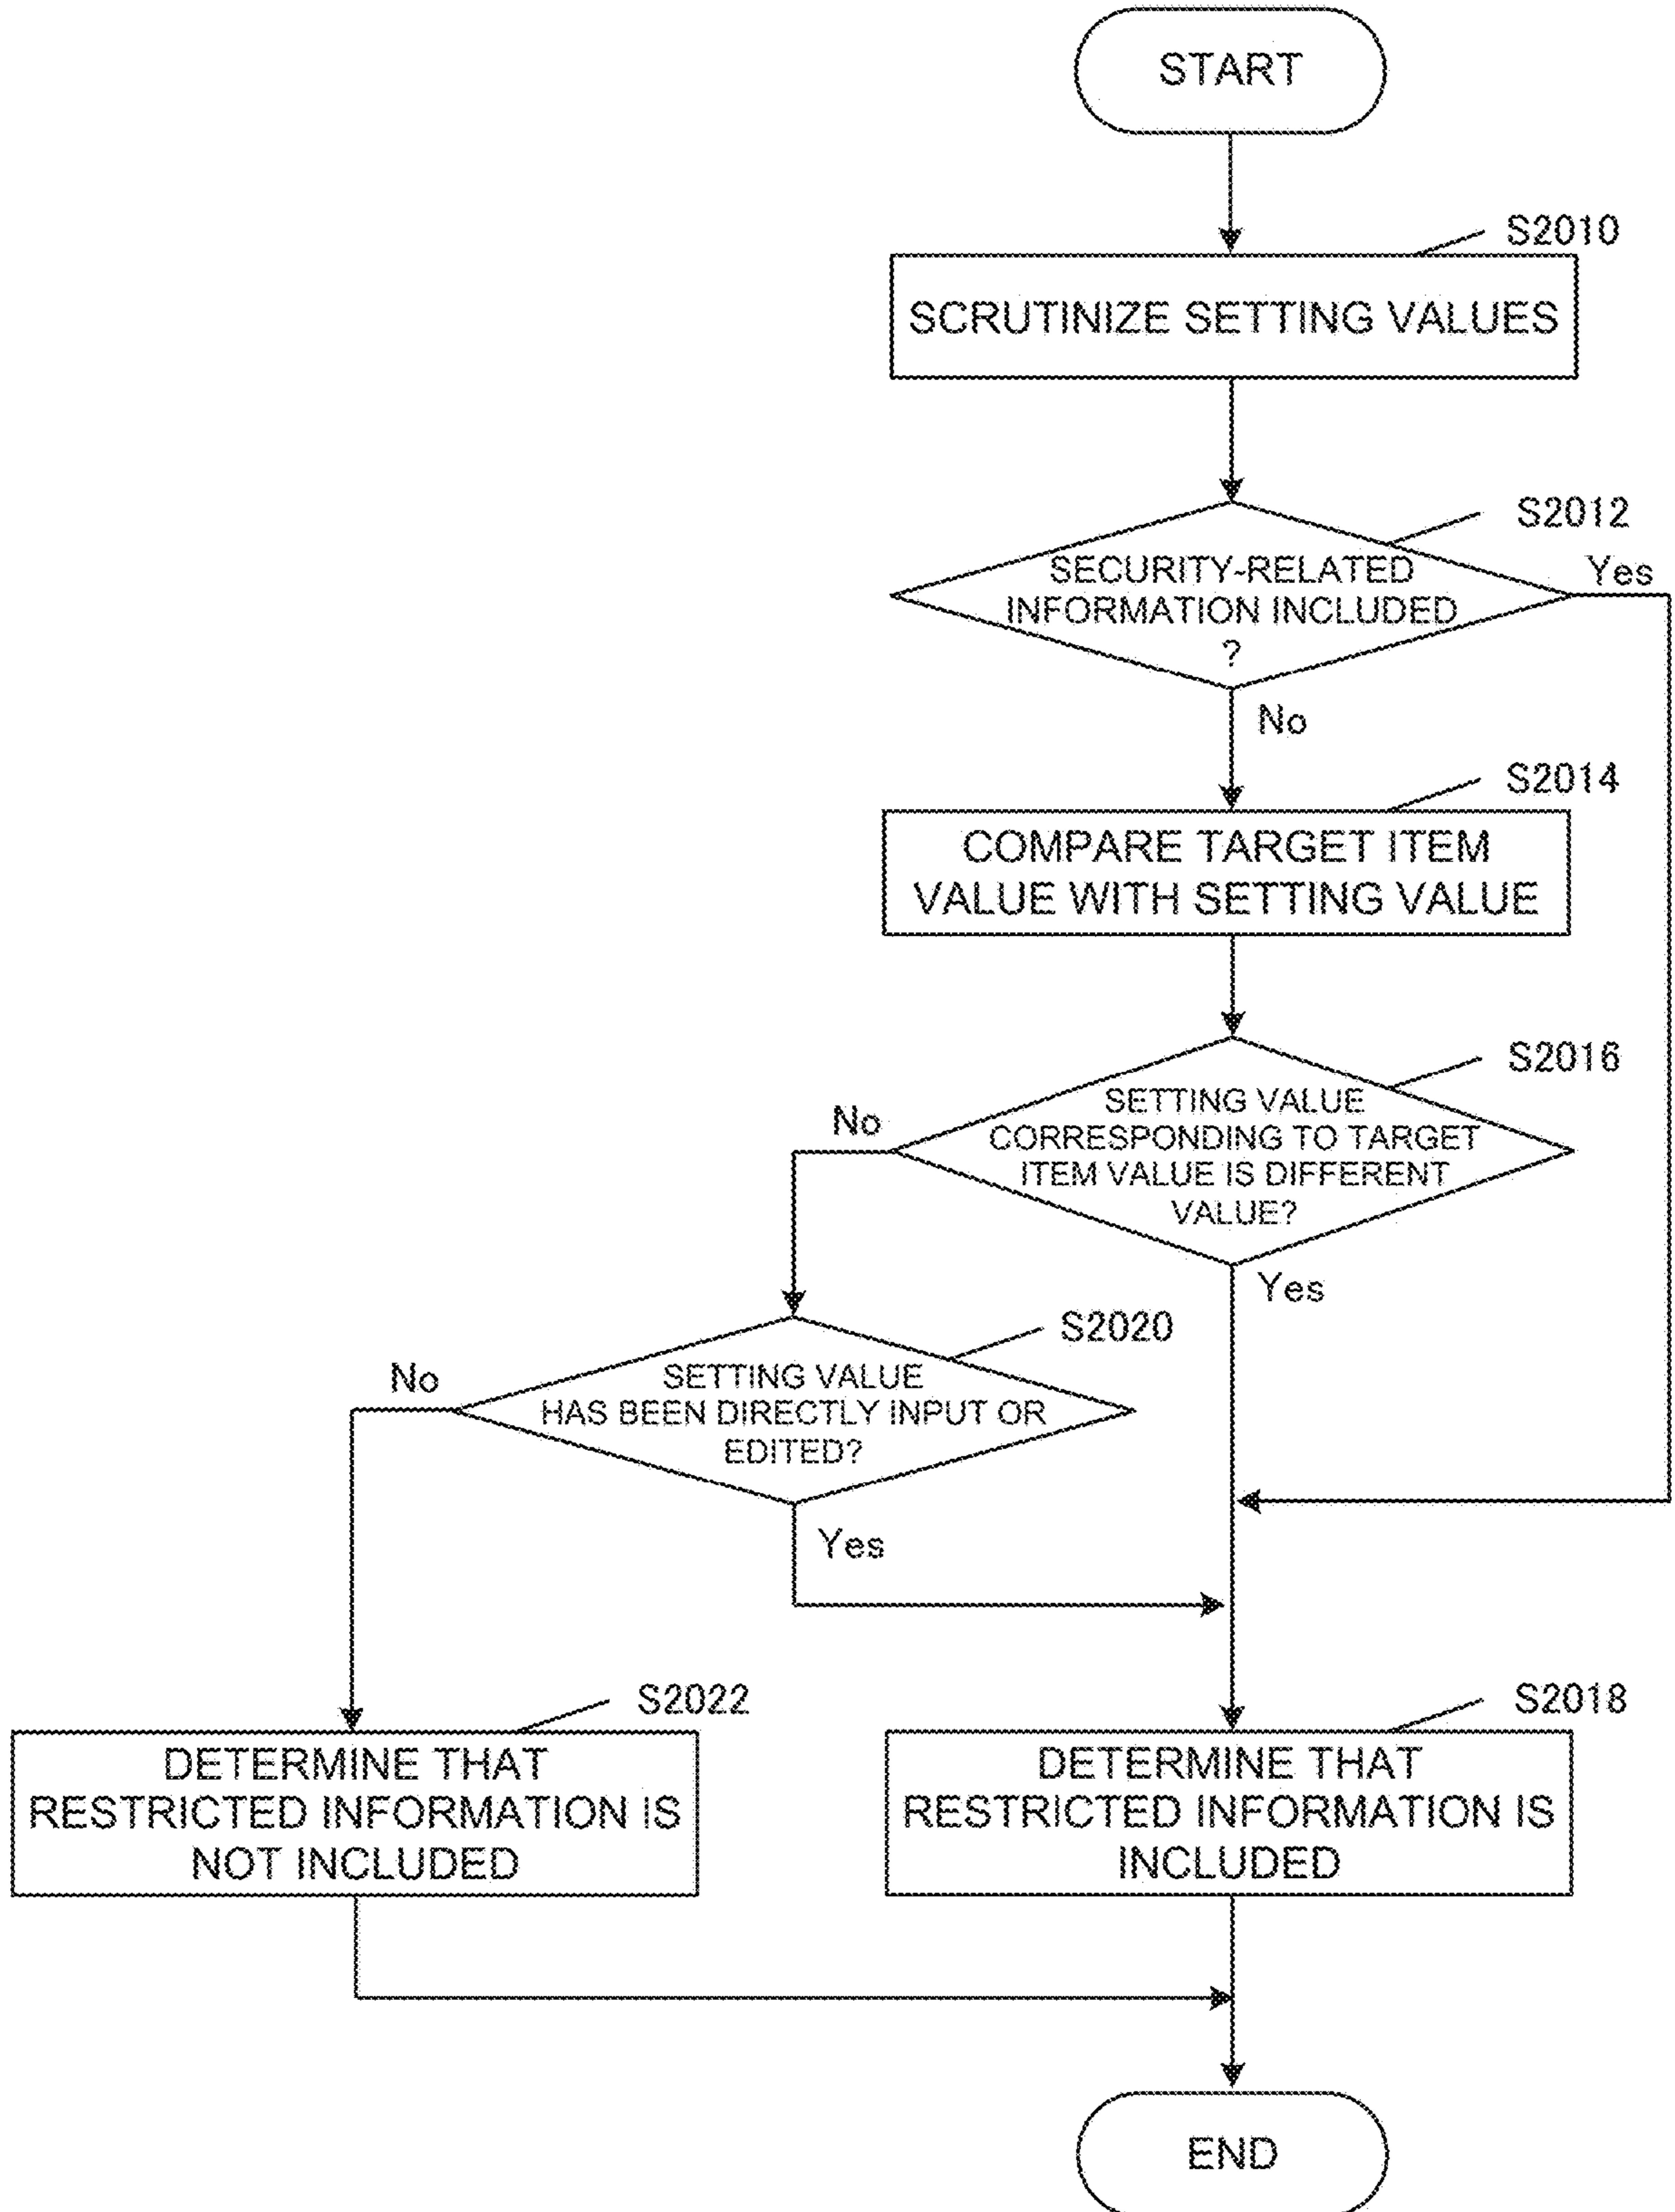 START
S2010
SCRUTINIZE SETTING VALUES
S2012
SECURITY-RELATED
INFORMATION INCLUDED
?
Yes
No
S2014
COMPARE TARGET ITEM
VALUE WITH SETTING VALUE
S2016
SETTING VALUE
CORRESPONDING TO TARGET
ITEM VALUE IS DIFFERENT
VALUE?
No
Yes
S2020
SETTING VALUE
HAS BEEN DIRECTLY INPUT OR
EDITED?
No
Yes
S2022
DETERMINE THAT
RESTRICTED INFORMATION IS
NOT INCLUDED
S2018
DETERMINE THAT
RESTRICTED INFORMATION IS
INCLUDED
END